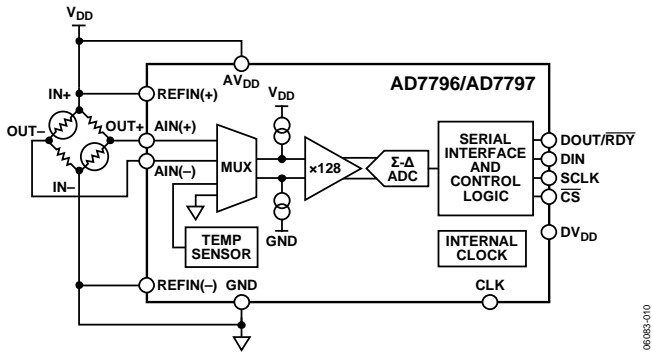 VDD
IN+
OUT–
OUT+
IN–
REFIN(+)
AIN(+)
AIN(–)
REFIN(–)
AVDD
AD7796/AD7797
VDD
MUX
×128
Σ-Δ
ADC
SERIAL
INTERFACE
AND
CONTROL
LOGIC
DOUT/RDY
DIN
SCLK
CS
DVDD
TEMP
SENSOR
GND
INTERNAL
CLOCK
GND
CLK
06083-010